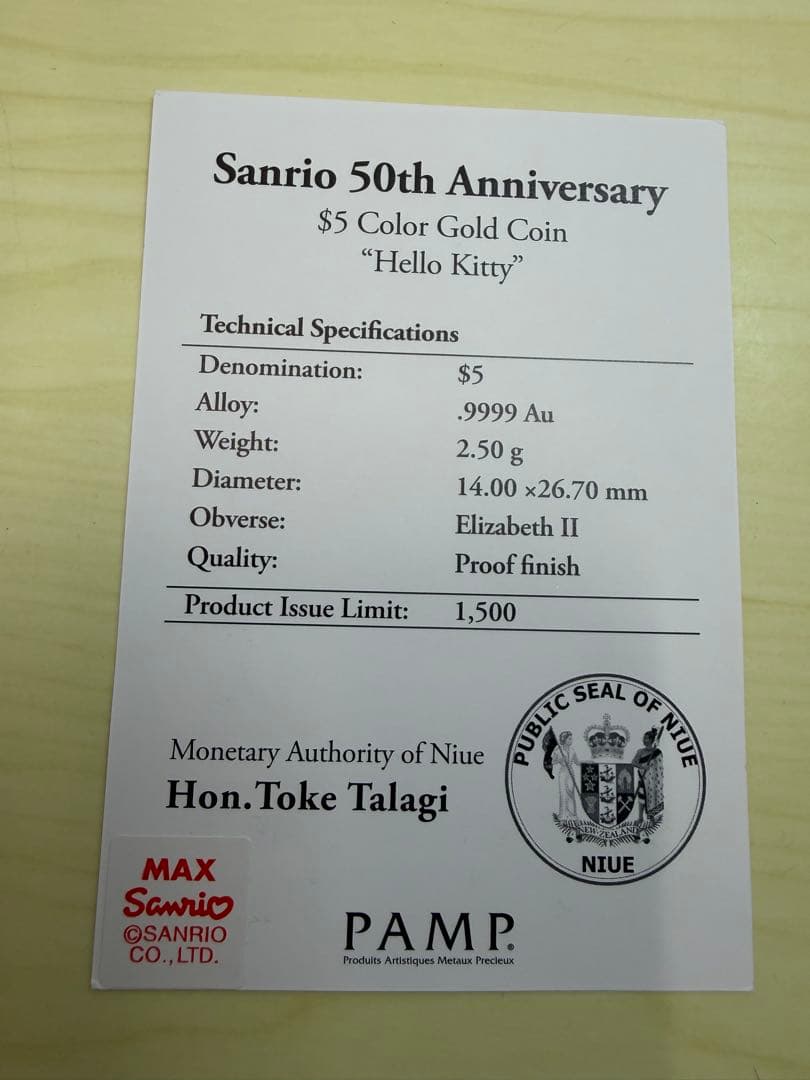 Sanrio 50th Anniversary
$5 Color Gold Coin
“Hello Kitty”
Technical Specifications
Denomination: $5
Alloy: .9999 Au
Weight: 2.50 g
Diameter: 14.00 ×26.70 mm
Obverse: Elizabeth II
Quality: Proof finish
Product Issue Limit: 1,500
PUBLIC SEAL OF NIUE
NEW ZEALAND
NIUE
Monetary Authority of Niue
Hon.Toke Talagi
MAX
Sanrio
©SANRIO
CO., LTD.
PAMP®
Produits Artistiques Metaux Precieux